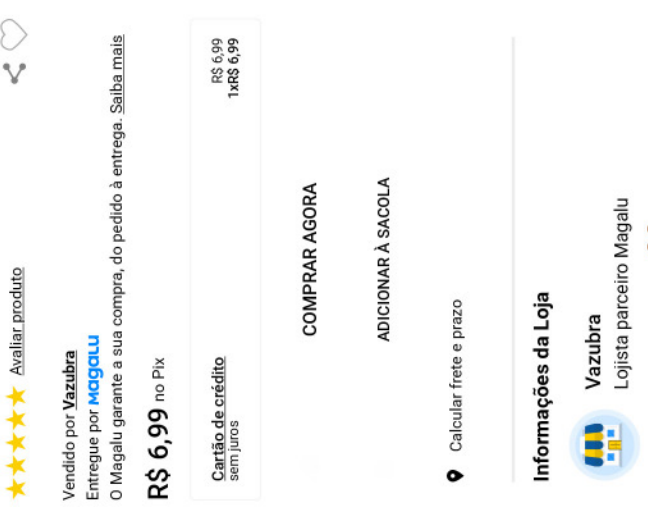 Avaliar produto
Vendido por Vazubra
Entregue por Magalu
O Magalu garante a sua compra, do pedido à entrega. Saiba mais
R$ 6,99 no Pix
Cartão de crédito
sem juros
R$ 6,99
1xR$ 6,99
COMPRAR AGORA
ADICIONAR À SACOLA
Calcular frete e prazo
Informações da Loja
Vazubra
Lojista parceiro Magalu